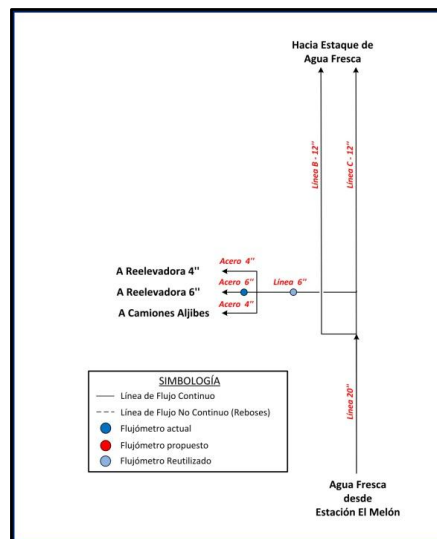 Hacia Estaque de
Agua Fresca
Línea B - 12"
Línea C - 12"
Acero 4"
A Reelevadora 4"
Acero 6"
Línea 6"
A Reelevadora 6"
Acero 4"
A Camiones Aljibes
SIMBOLOGÍA
Línea de Flujo Continuo
Línea de Flujo No Continuo (Reboses)
Flujómetro actual
Flujómetro propuesto
Flujómetro Reutilizado
Línea 20"
Agua Fresca
desde
Estación El Melón